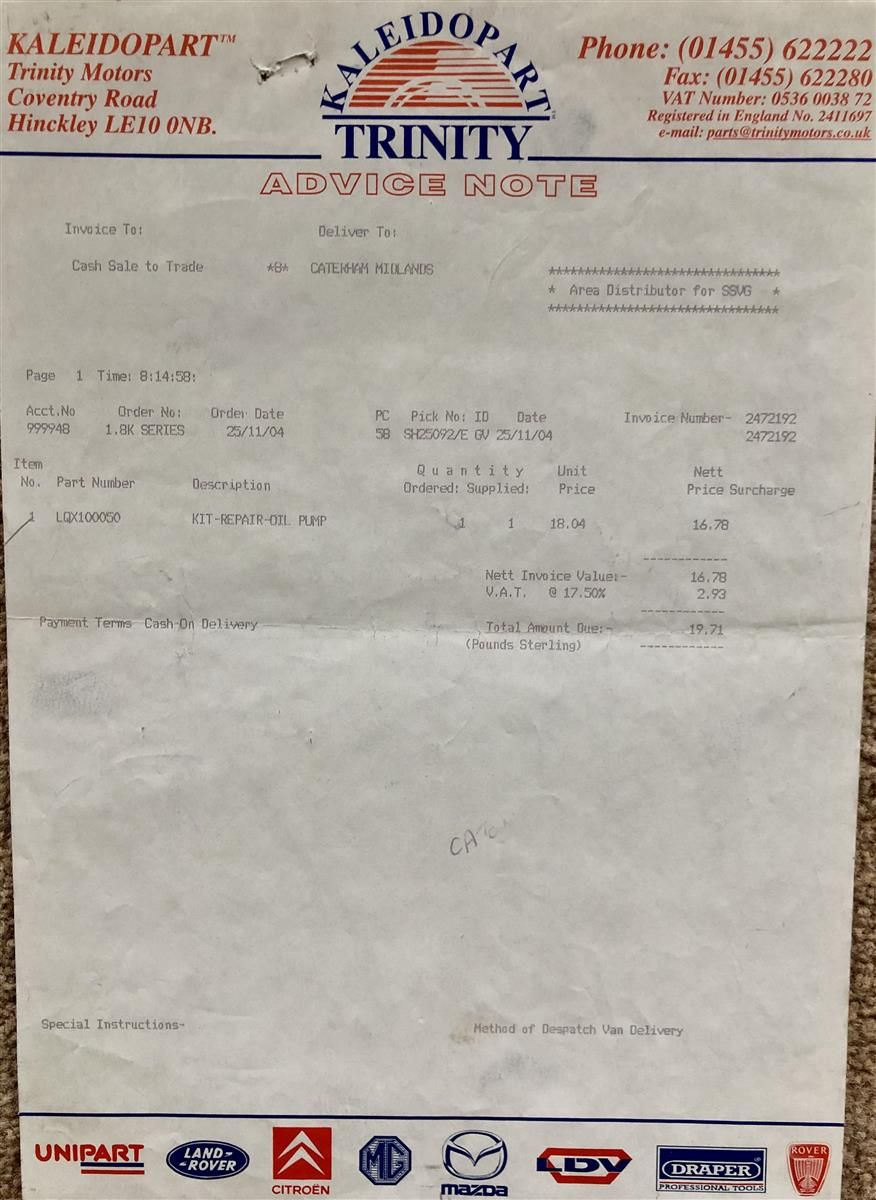 KALEIDOPART™
Trinity Motors
Coventry Road
Hinckley LE10 0NB.
KALEIDOPART
TRINITY
Phone: (01455) 622222
Fax: (01455) 622280
VAT Number: 0536 0038 72
Registered in England No. 2411697
e-mail: parts@trinitymotors.co.uk
ADVICE NOTE
Invoice To: Deliver To:
Cash Sale to Trade *8* CATERHAM MIDLANDS
*******************************
* Area Distributor for SSVG *
*******************************
Page 1 Time: 8:14:58:
Acct.No Order No: Order Date PC Pick No: ID Date Invoice Number- 2472192
999948 1.8K SERIES 25/11/04 58 SH25092/E GV 25/11/04 2472192
Item Quantity Unit Nett
No. Part Number Description Ordered: Supplied: Price Price Surcharge
1 LQX100050 KIT-REPAIR-OIL PUMP 1 1 18.04 16.78
------------
Nett Invoice Value:- 16.78
V.A.T. @ 17.50% 2.93
------------
Payment Terms Cash On Delivery Total Amount Due:- 19.71
(Pounds Sterling) ------------
Special Instructions- Method of Despatch Van Delivery
UNIPART LAND-ROVER CITROËN MG mazda LDV DRAPER PROFESSIONAL TOOLS ROVER